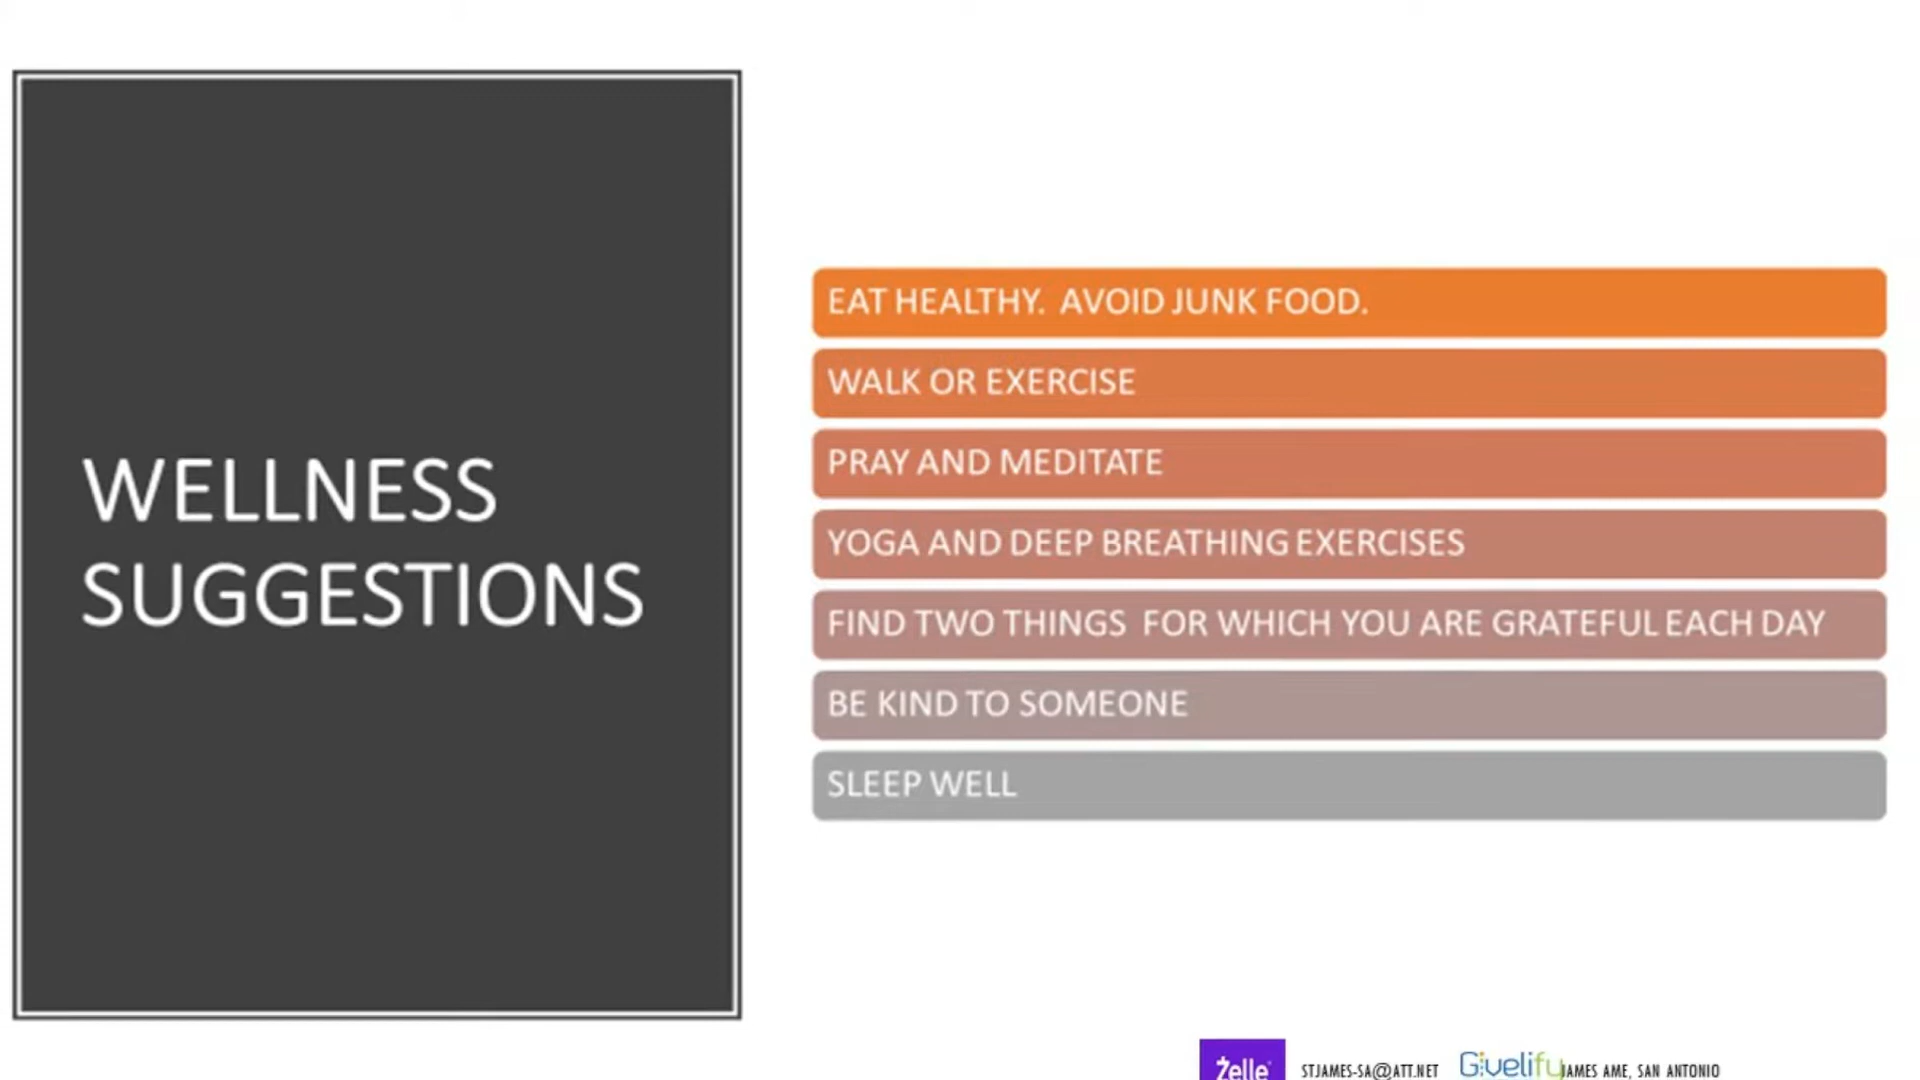 WELLNESS
SUGGESTIONS
EAT HEALTHY. AVOID JUNK FOOD.
WALK OR EXERCISE
PRAY AND MEDITATE
YOGA AND DEEP BREATHING EXERCISES
FIND TWO THINGS FOR WHICH YOU ARE GRATEFUL EACH DAY
BE KIND TO SOMEONE
SLEEP WELL
Zelle STJAMES-SA@ATT.NET Givelify JAMES AME, SAN ANTONIO